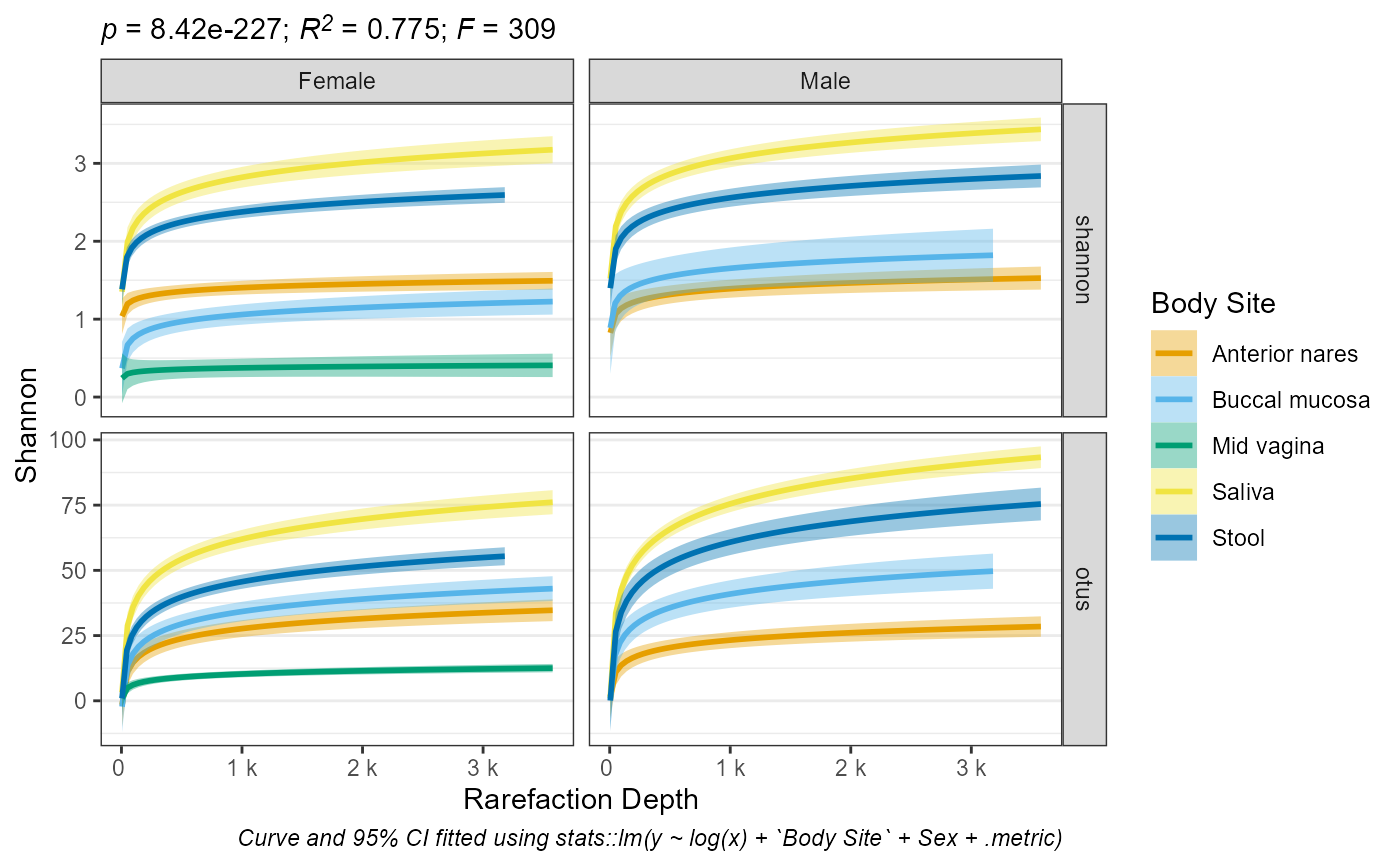 p = 8.42e-227; R2 = 0.775; F = 309
Female
Male
Shannon
3
2
1
0
shannon
100
75
50
25
0
otus
0
1 k
2 k
3 k
0
1 k
2 k
3 k
Rarefaction Depth
Curve and 95% CI fitted using stats::lm(y ~ log(x) + `Body Site` + Sex + .metric)
Body Site
Anterior nares
Buccal mucosa
Mid vagina
Saliva
Stool